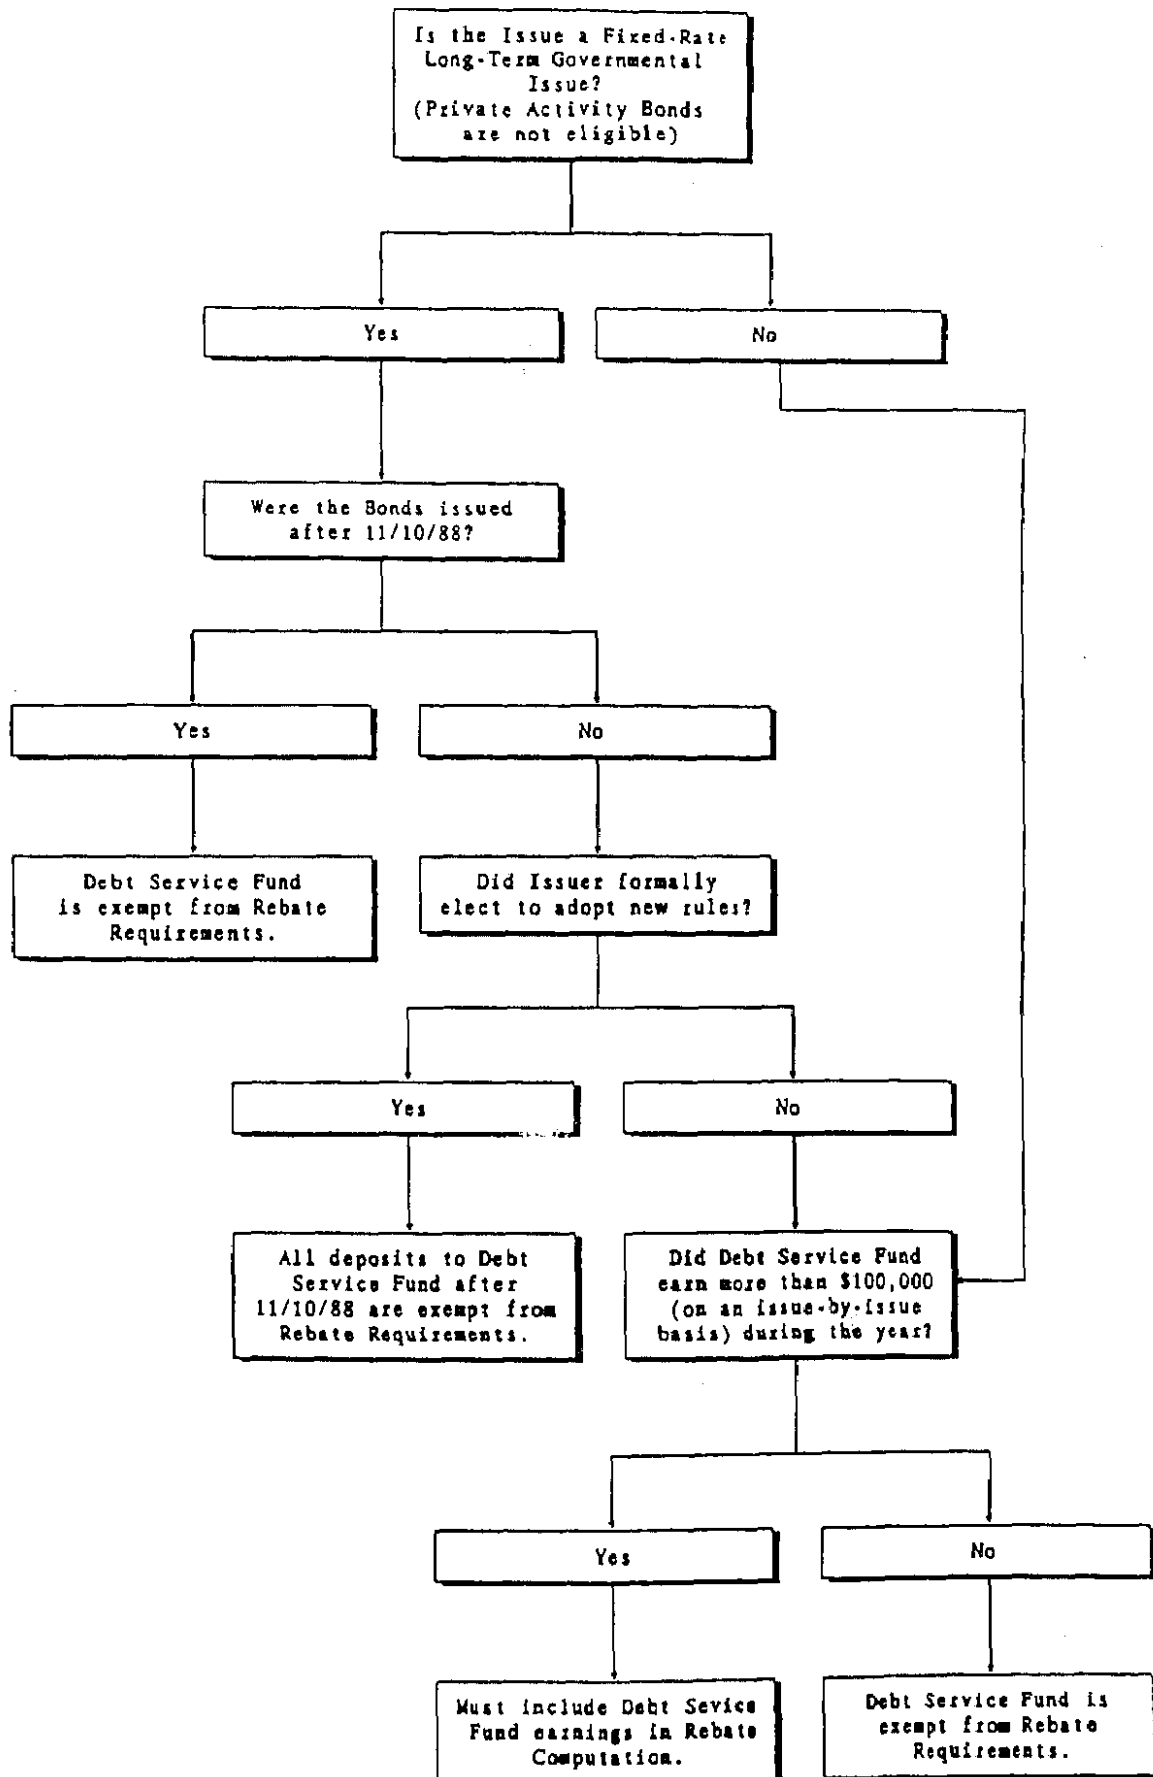 Is the Issue a Fixed-Rate
Long-Term Governmental
Issue?
(Private Activity Bonds
are not eligible)
Yes
No
Were the Bonds issued
after 11/10/88?
Yes
No
Debt Service Fund
is exempt from Rebate
Requirements.
Did Issuer formally
elect to adopt new rules?
Yes
No
All deposits to Debt
Service Fund after
11/10/88 are exempt from
Rebate Requirements.
Did Debt Service Fund
earn more than $100,000
(on an issue-by-issue
basis) during the year?
Yes
No
Must include Debt Sevice
Fund earnings in Rebate
Computation.
Debt Service Fund is
exempt from Rebate
Requirements.